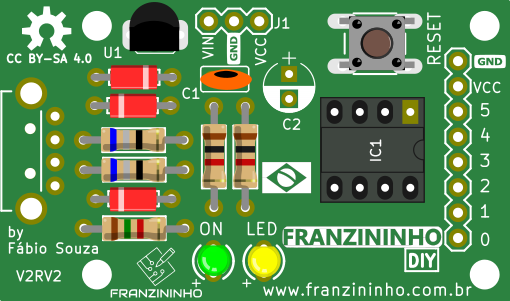 CC BY-SA 4.0
U1
J1
VIN
GND
VCC
RESET
C1
C2
IC1
GND
VCC
5
4
3
2
1
0
by
Fábio Souza
V2RV2
ON
LED
FRANZININHO
DIY
FRANZININHO
www.franzininho.com.br
+
+
+